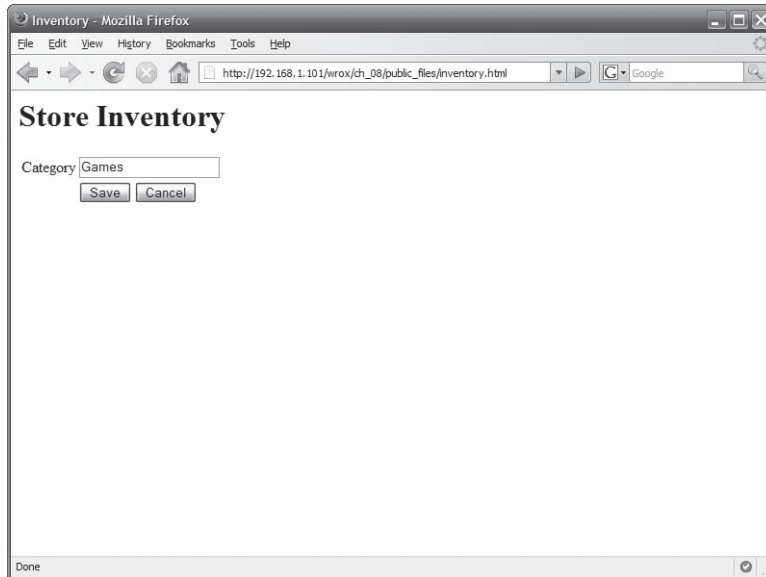 Inventory - Mozilla Firefox
File Edit View History Bookmarks Tools Help
http://192.168.1.101/wrox/ch_08/public_files/inventory.html
G Google
Store Inventory
Category Games
Save Cancel
Done